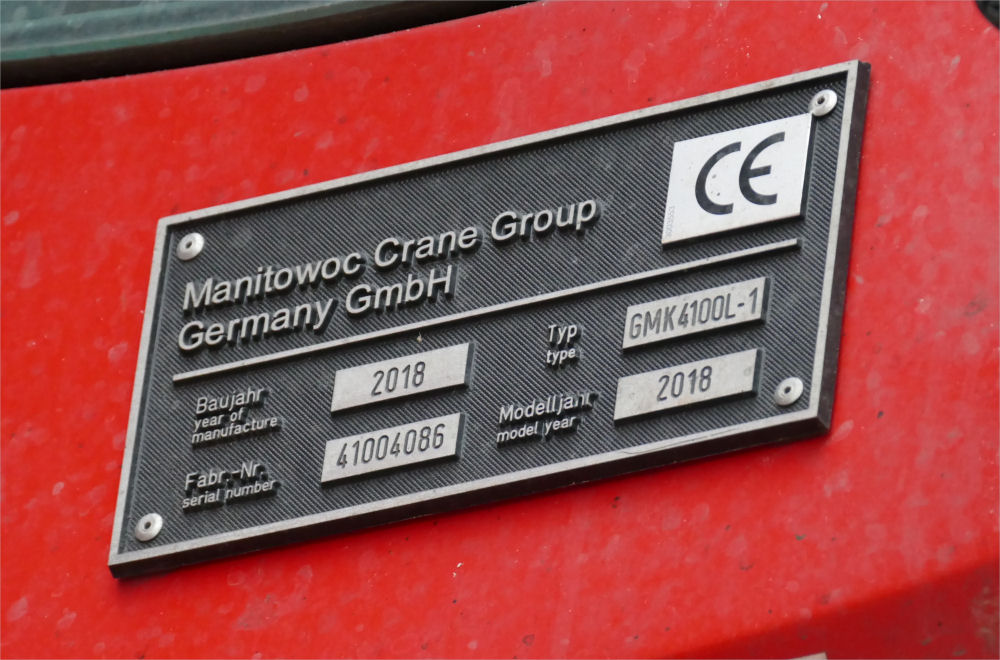 CE
Manitowoc Crane Group
Germany GmbH
Baujahr
year of
manufacture
2018
Typ
type
GMK4100L-1
Fabr.-Nr.
serial number
41004086
Modelljahr
model year
2018